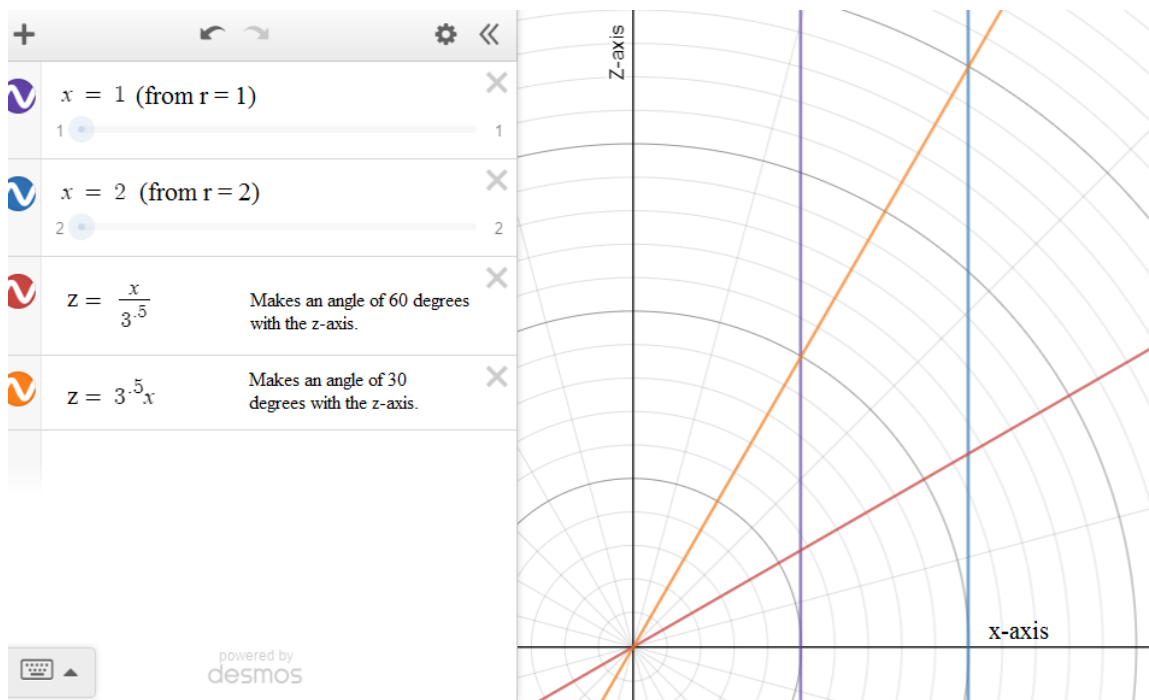 x = 1 (from r = 1)
1 1
x = 2 (from r = 2)
2 2
z = x/3^.5
Makes an angle of 60 degrees
with the z-axis.
z = 3^.5x
Makes an angle of 30
degrees with the z-axis.
powered by
desmos
Z-axis
x-axis